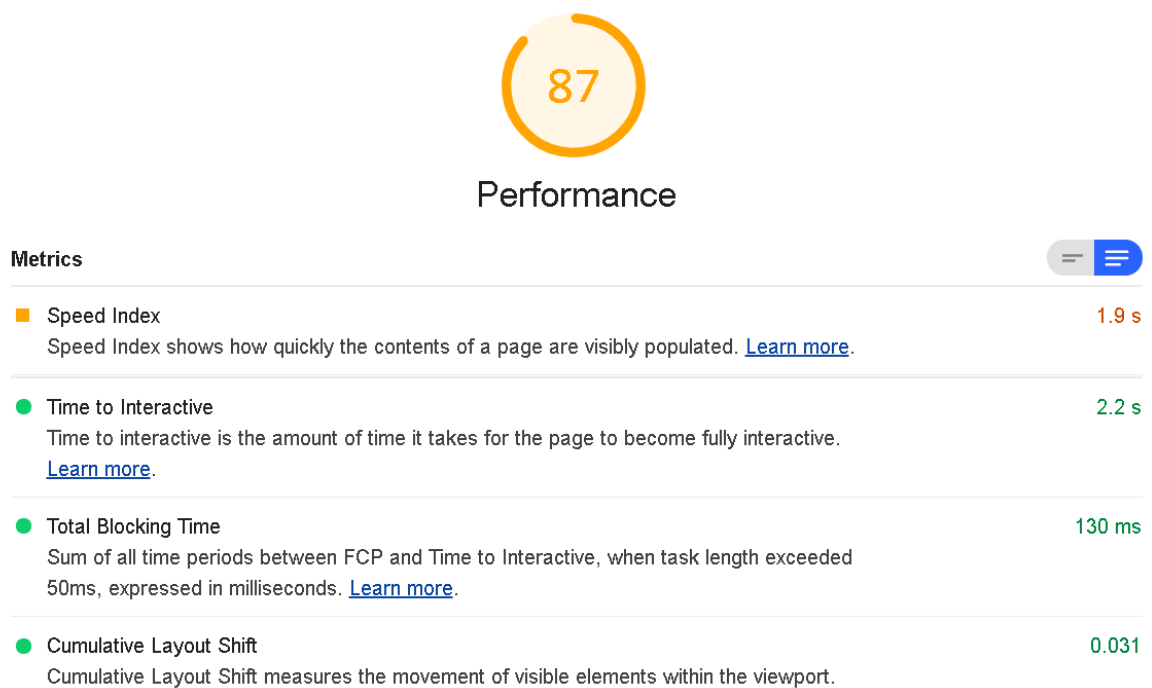 87
Performance
Metrics
Speed Index
1.9 s
Speed Index shows how quickly the contents of a page are visibly populated. Learn more.
Time to Interactive
2.2 s
Time to interactive is the amount of time it takes for the page to become fully interactive.
Learn more.
Total Blocking Time
130 ms
Sum of all time periods between FCP and Time to Interactive, when task length exceeded
50ms, expressed in milliseconds. Learn more.
Cumulative Layout Shift
0.031
Cumulative Layout Shift measures the movement of visible elements within the viewport.